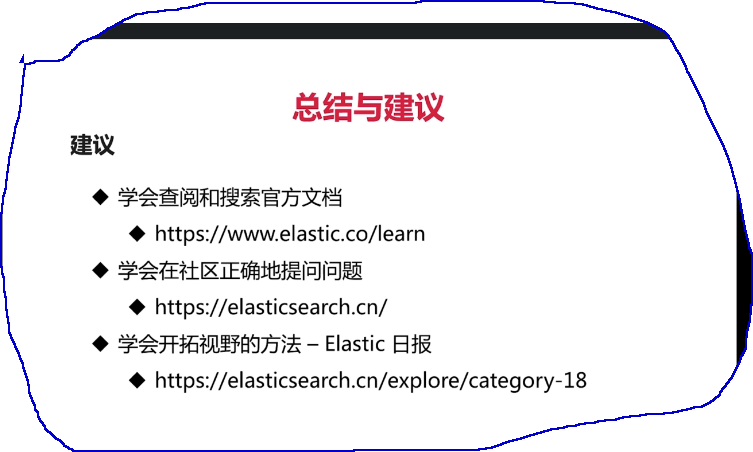 总结与建议
建议
◆ 学会查阅和搜索官方文档
◆ https://www.elastic.co/learn
◆ 学会在社区正确地提问问题
◆ https://elasticsearch.cn/
◆ 学会开拓视野的方法 – Elastic 日报
◆ https://elasticsearch.cn/explore/category-18